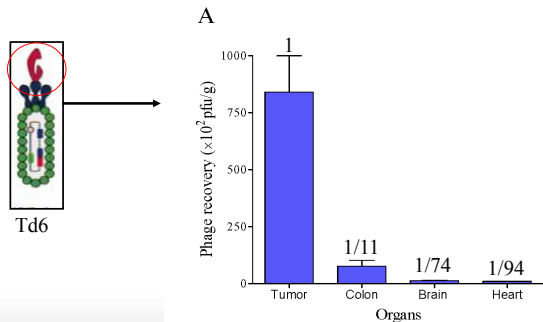 A
Td6
Phage recovery (×10² pfu/g)
1000
750
500
250
0
1
1/11
1/74
1/94
Tumor Colon Brain Heart
Organs